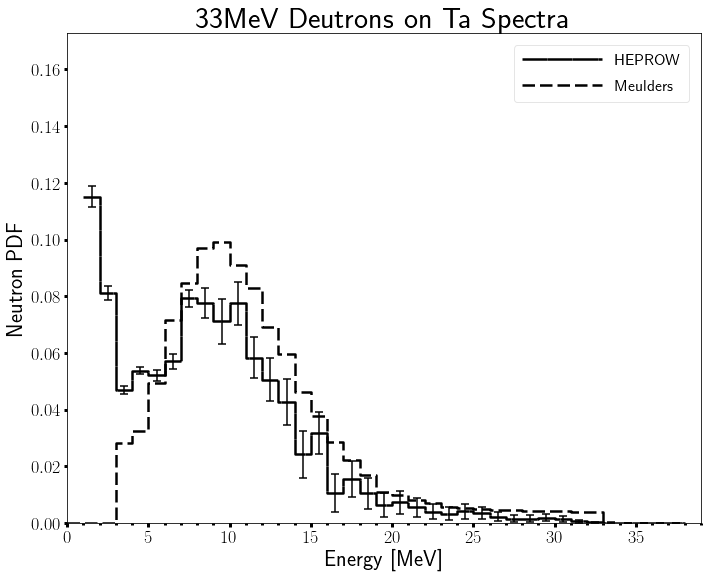 33MeV Deutrons on Ta Spectra
HEPROW
Meulders
Neutron PDF
0.16
0.14
0.12
0.10
0.08
0.06
0.04
0.02
0.00
0 5 10 15 20 25 30 35
Energy [MeV]